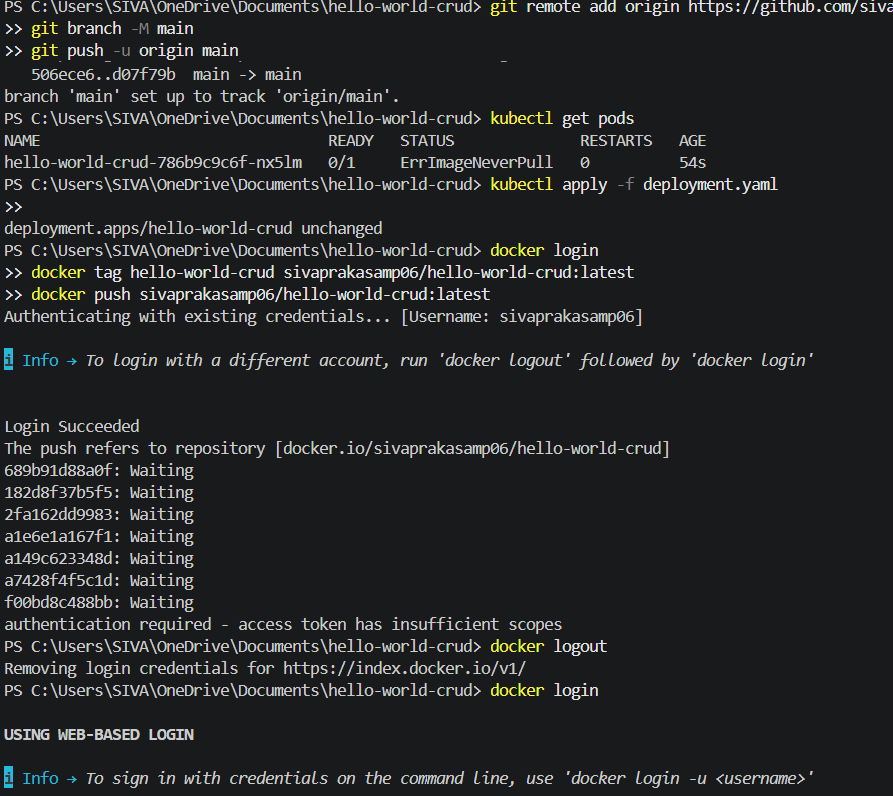 PS C:\Users\SIVA\OneDrive\Documents\hello-world-crud> git remote add origin https://github.com/siva
>> git branch -M main
>> git push -u origin main
   506ece6..d07f79b  main -> main
branch 'main' set up to track 'origin/main'.
PS C:\Users\SIVA\OneDrive\Documents\hello-world-crud> kubectl get pods
NAME                                READY   STATUS              RESTARTS   AGE
hello-world-crud-786b9c9c6f-nx5lm   0/1     ErrImageNeverPull   0          54s
PS C:\Users\SIVA\OneDrive\Documents\hello-world-crud> kubectl apply -f deployment.yaml
>>
deployment.apps/hello-world-crud unchanged
PS C:\Users\SIVA\OneDrive\Documents\hello-world-crud> docker login
>> docker tag hello-world-crud sivaprakasamp06/hello-world-crud:latest
>> docker push sivaprakasamp06/hello-world-crud:latest
Authenticating with existing credentials... [Username: sivaprakasamp06]
i Info → To login with a different account, run 'docker logout' followed by 'docker login'
Login Succeeded
The push refers to repository [docker.io/sivaprakasamp06/hello-world-crud]
689b91d88a0f: Waiting
182d8f37b5f5: Waiting
2fa162dd9983: Waiting
a1e6e1a167f1: Waiting
a149c623348d: Waiting
a7428f4f5c1d: Waiting
f00bd8c488bb: Waiting
authentication required - access token has insufficient scopes
PS C:\Users\SIVA\OneDrive\Documents\hello-world-crud> docker logout
Removing login credentials for https://index.docker.io/v1/
PS C:\Users\SIVA\OneDrive\Documents\hello-world-crud> docker login
USING WEB-BASED LOGIN
i Info → To sign in with credentials on the command line, use 'docker login -u <username>'